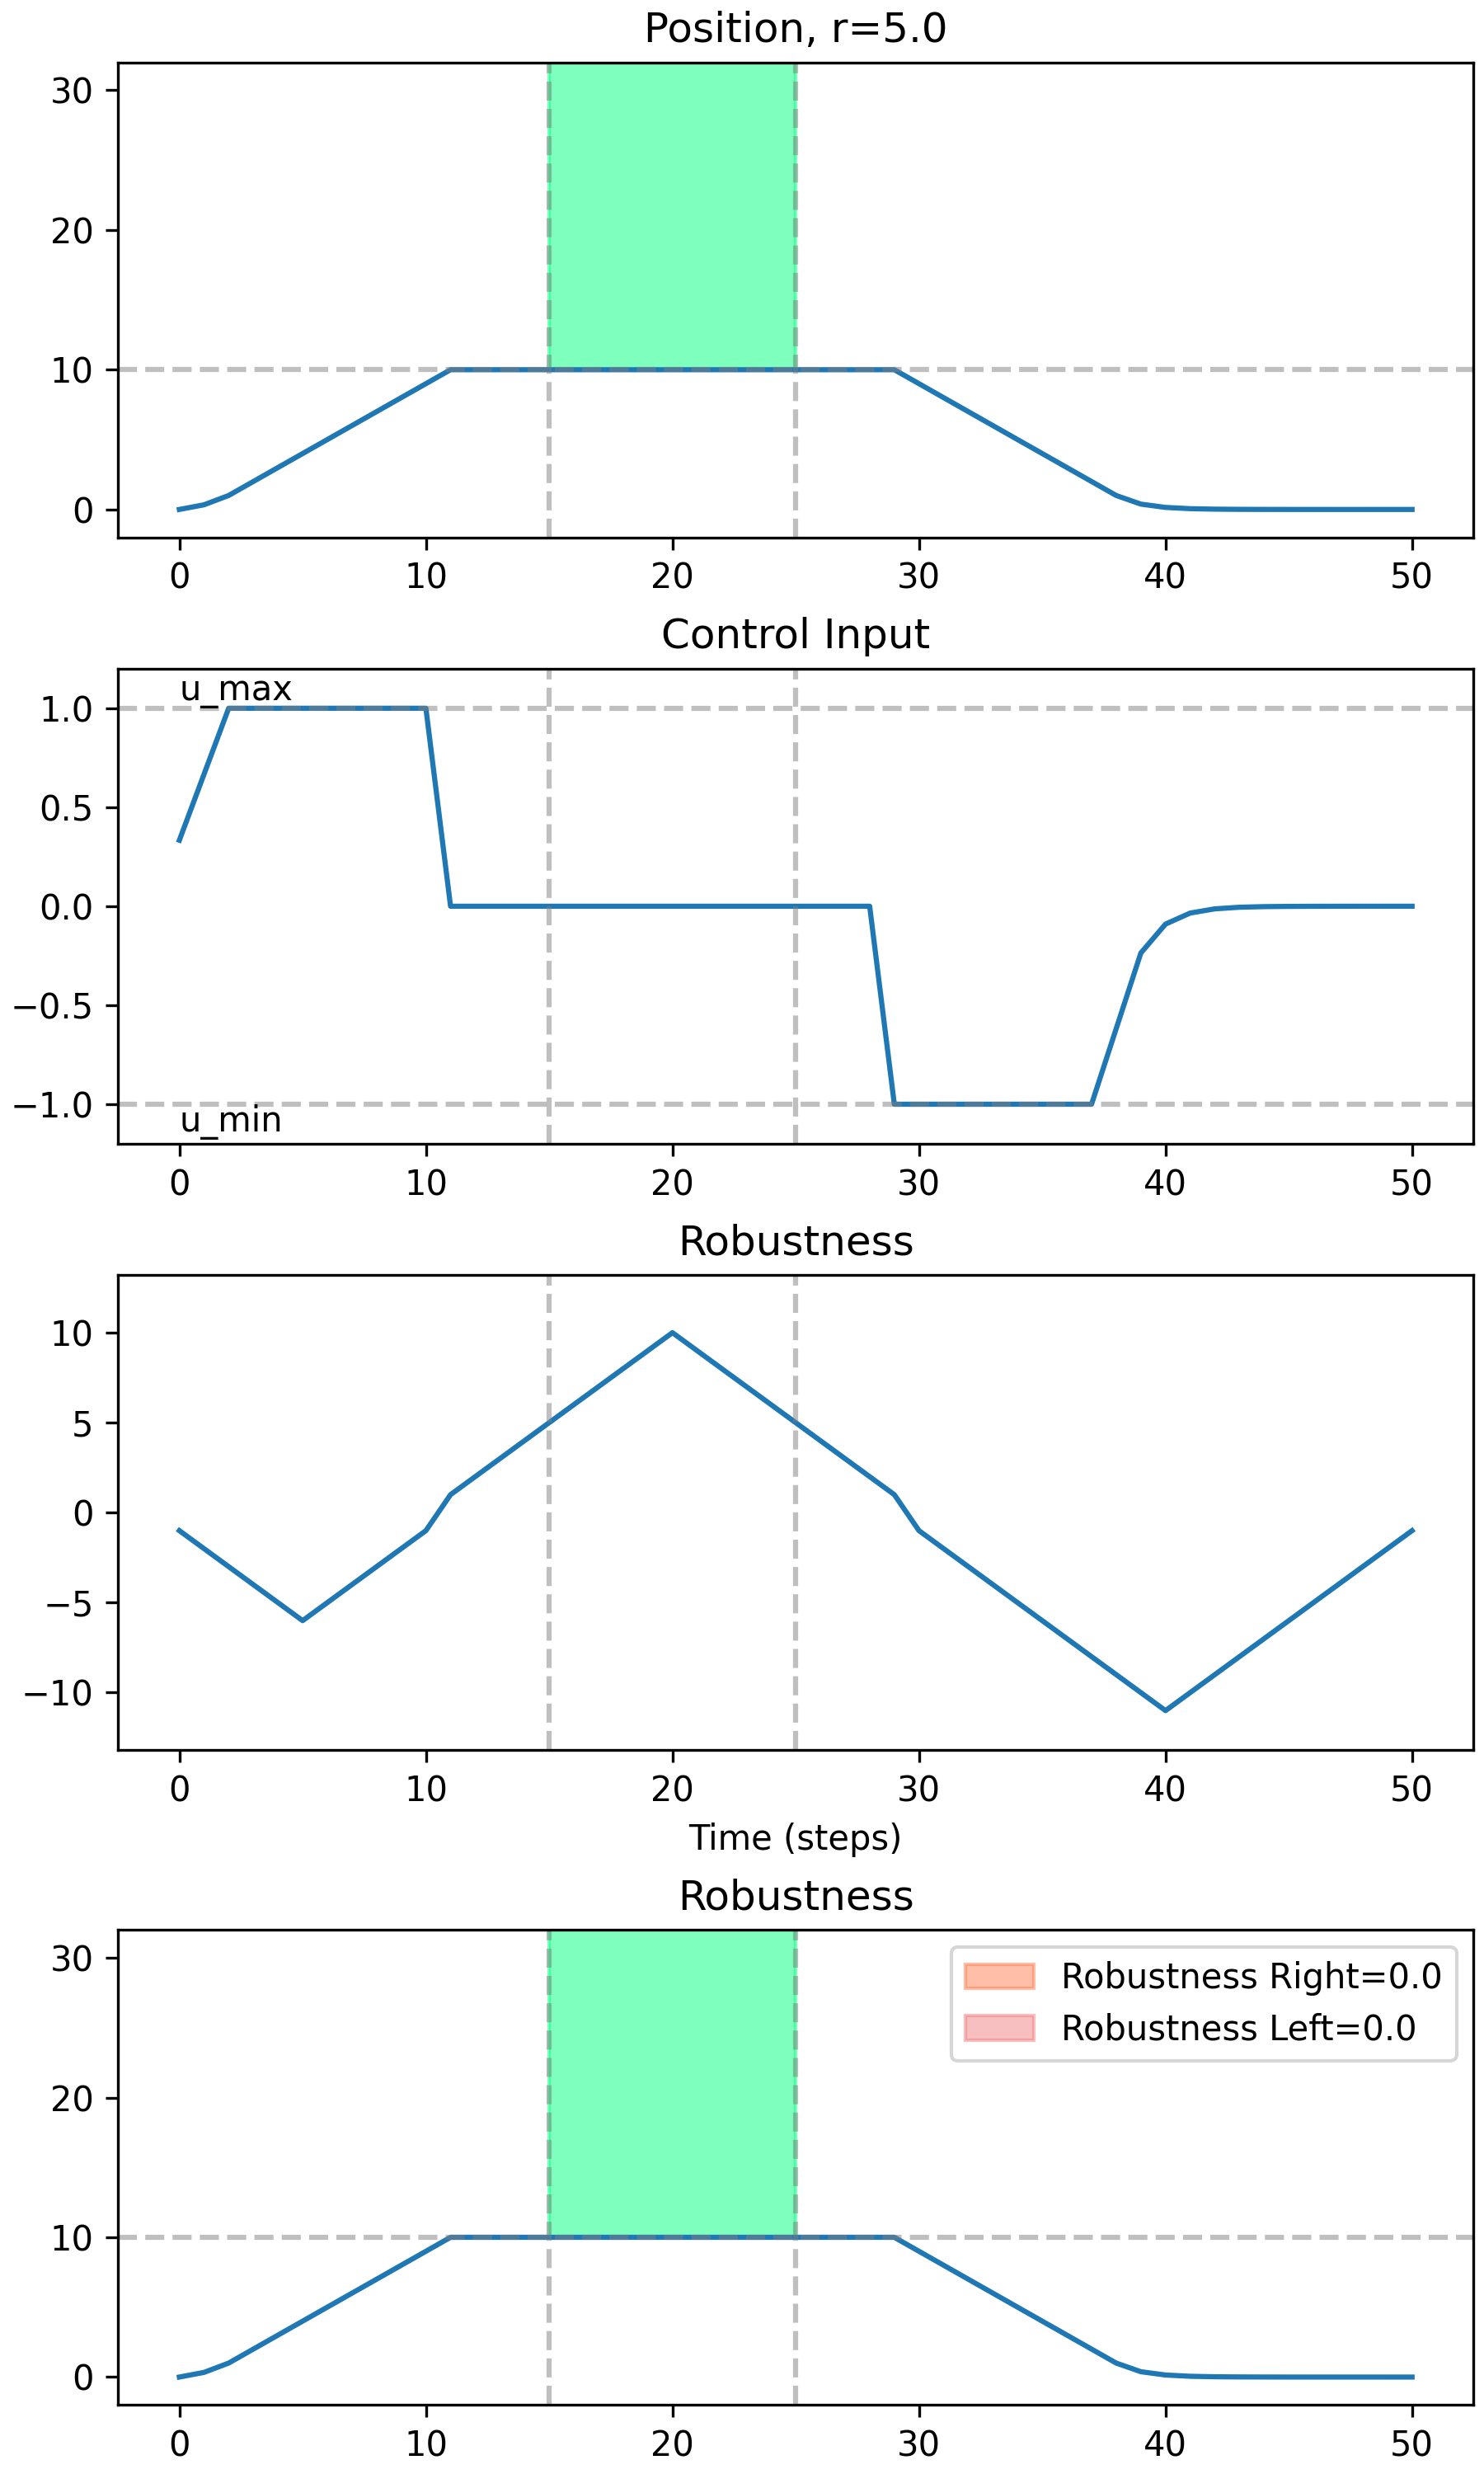 Position, r=5.0
30
20
10
0
0 10 20 30 40 50
Control Input
u_max
1.0
0.5
0.0
−0.5
−1.0
u_min
0 10 20 30 40 50
Robustness
10
5
0
−5
−10
0 10 20 30 40 50
Time (steps)
Robustness
30
Robustness Right=0.0
Robustness Left=0.0
20
10
0
0 10 20 30 40 50